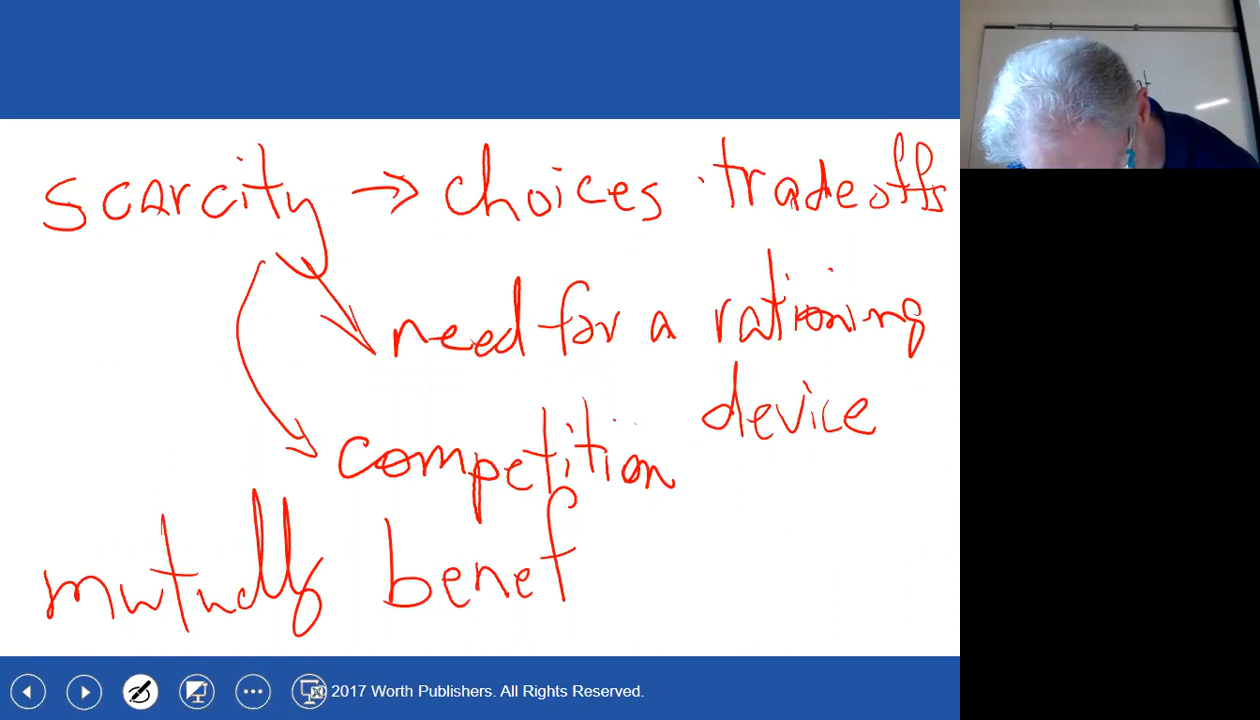 scarcity → choices tradeoffs
need for a rationing
device
competition
mutually benef
2017 Worth Publishers. All Rights Reserved.